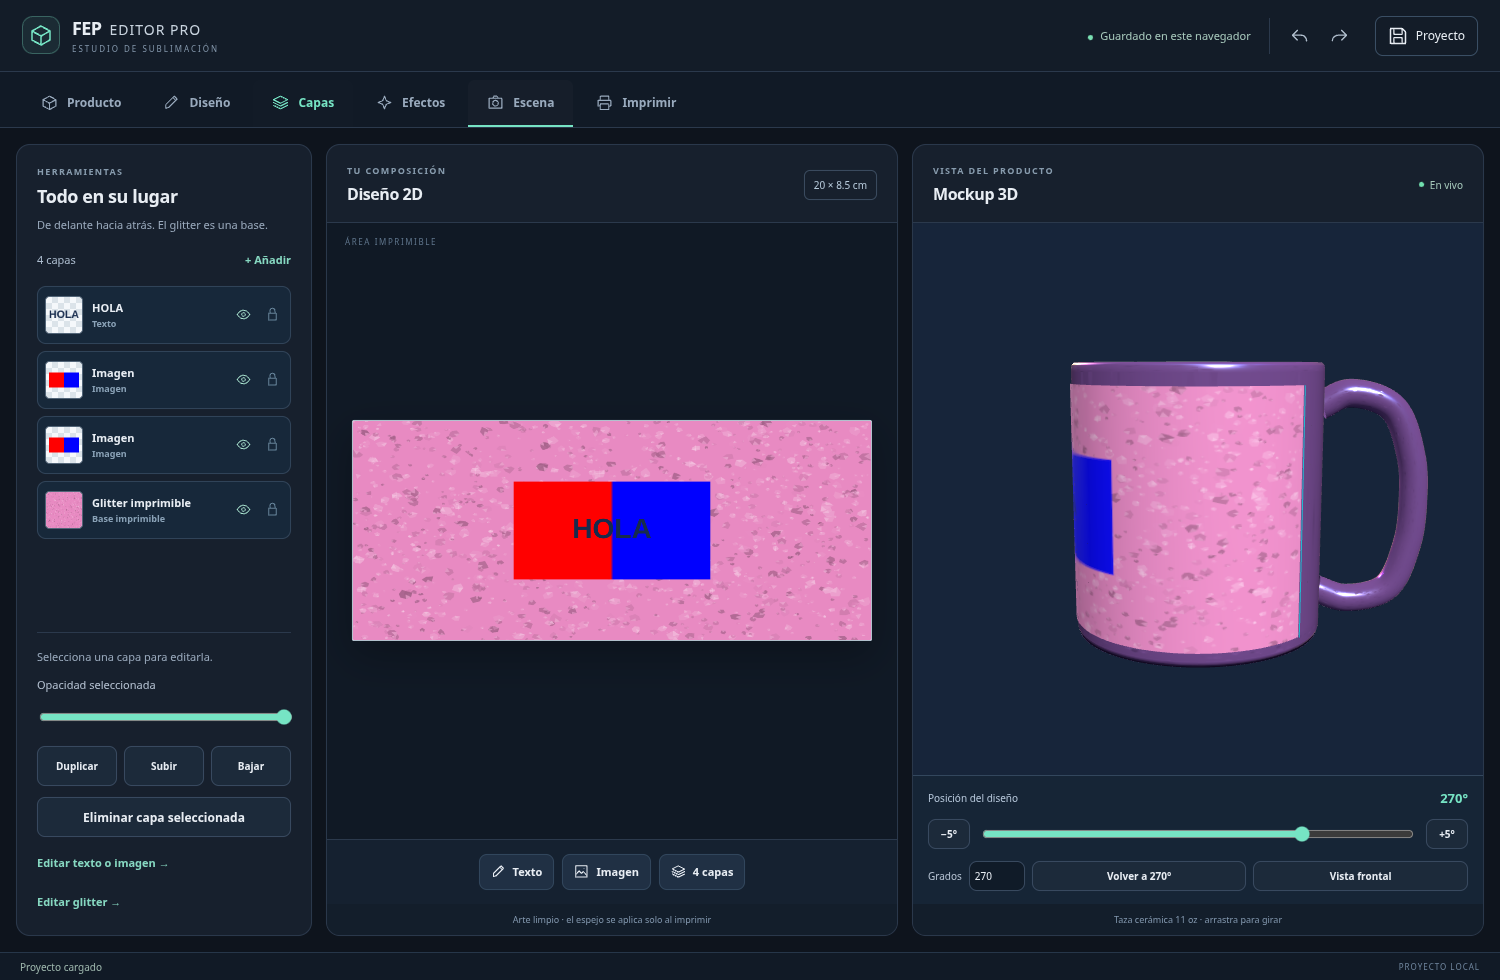 FEP EDITOR PRO
ESTUDIO DE SUBLIMACIÓN
Guardado en este navegador
Proyecto
Producto
Diseño
Capas
Efectos
Escena
Imprimir
HERRAMIENTAS
Todo en su lugar
De delante hacia atrás. El glitter es una base.
4 capas
+ Añadir
HOLA
HOLA
Texto
Imagen
Imagen
Imagen
Imagen
Glitter imprimible
Base imprimible
Selecciona una capa para editarla.
Opacidad seleccionada
Duplicar
Subir
Bajar
Eliminar capa seleccionada
Editar texto o imagen →
Editar glitter →
TU COMPOSICIÓN
Diseño 2D
20 × 8.5 cm
ÁREA IMPRIMIBLE
HOLA
Texto
Imagen
4 capas
Arte limpio · el espejo se aplica solo al imprimir
VISTA DEL PRODUCTO
Mockup 3D
En vivo
Posición del diseño
270°
−5°
+5°
Grados
270
Volver a 270°
Vista frontal
Taza cerámica 11 oz · arrastra para girar
Proyecto cargado
PROYECTO LOCAL